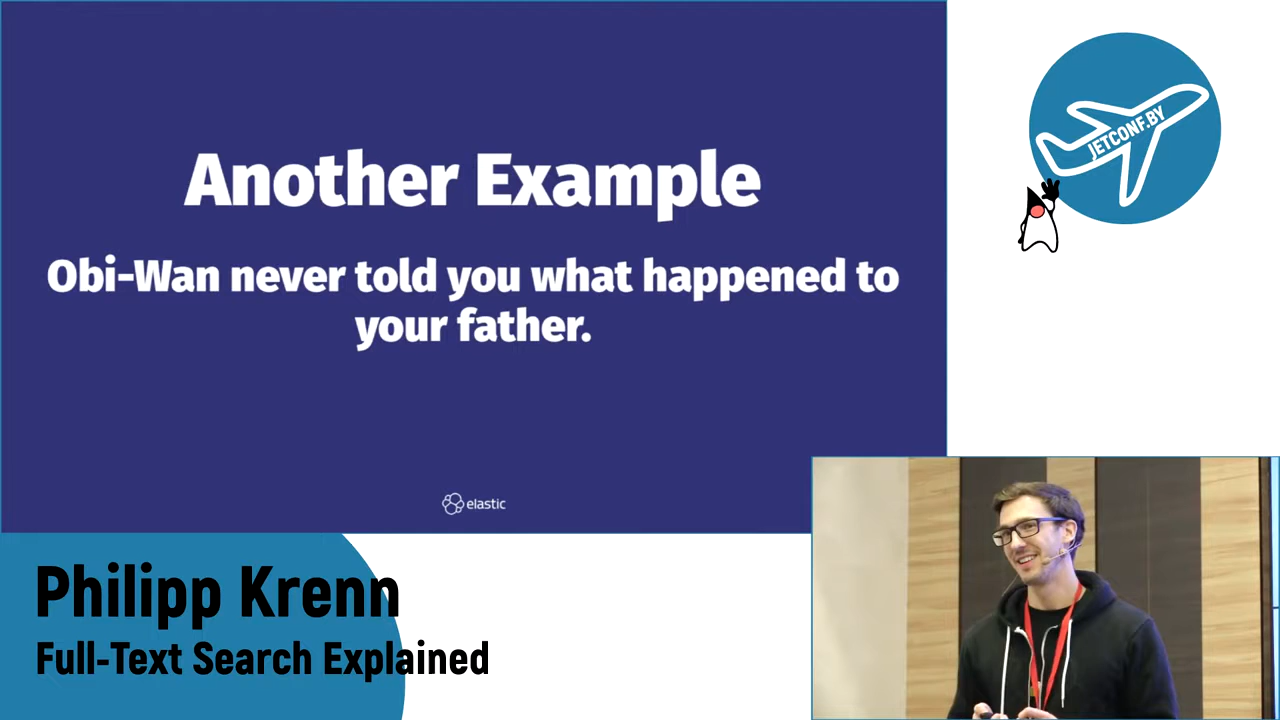 Another Example
Obi-Wan never told you what happened to
your father.
elastic
JETCONF.BY
Philipp Krenn
Full-Text Search Explained